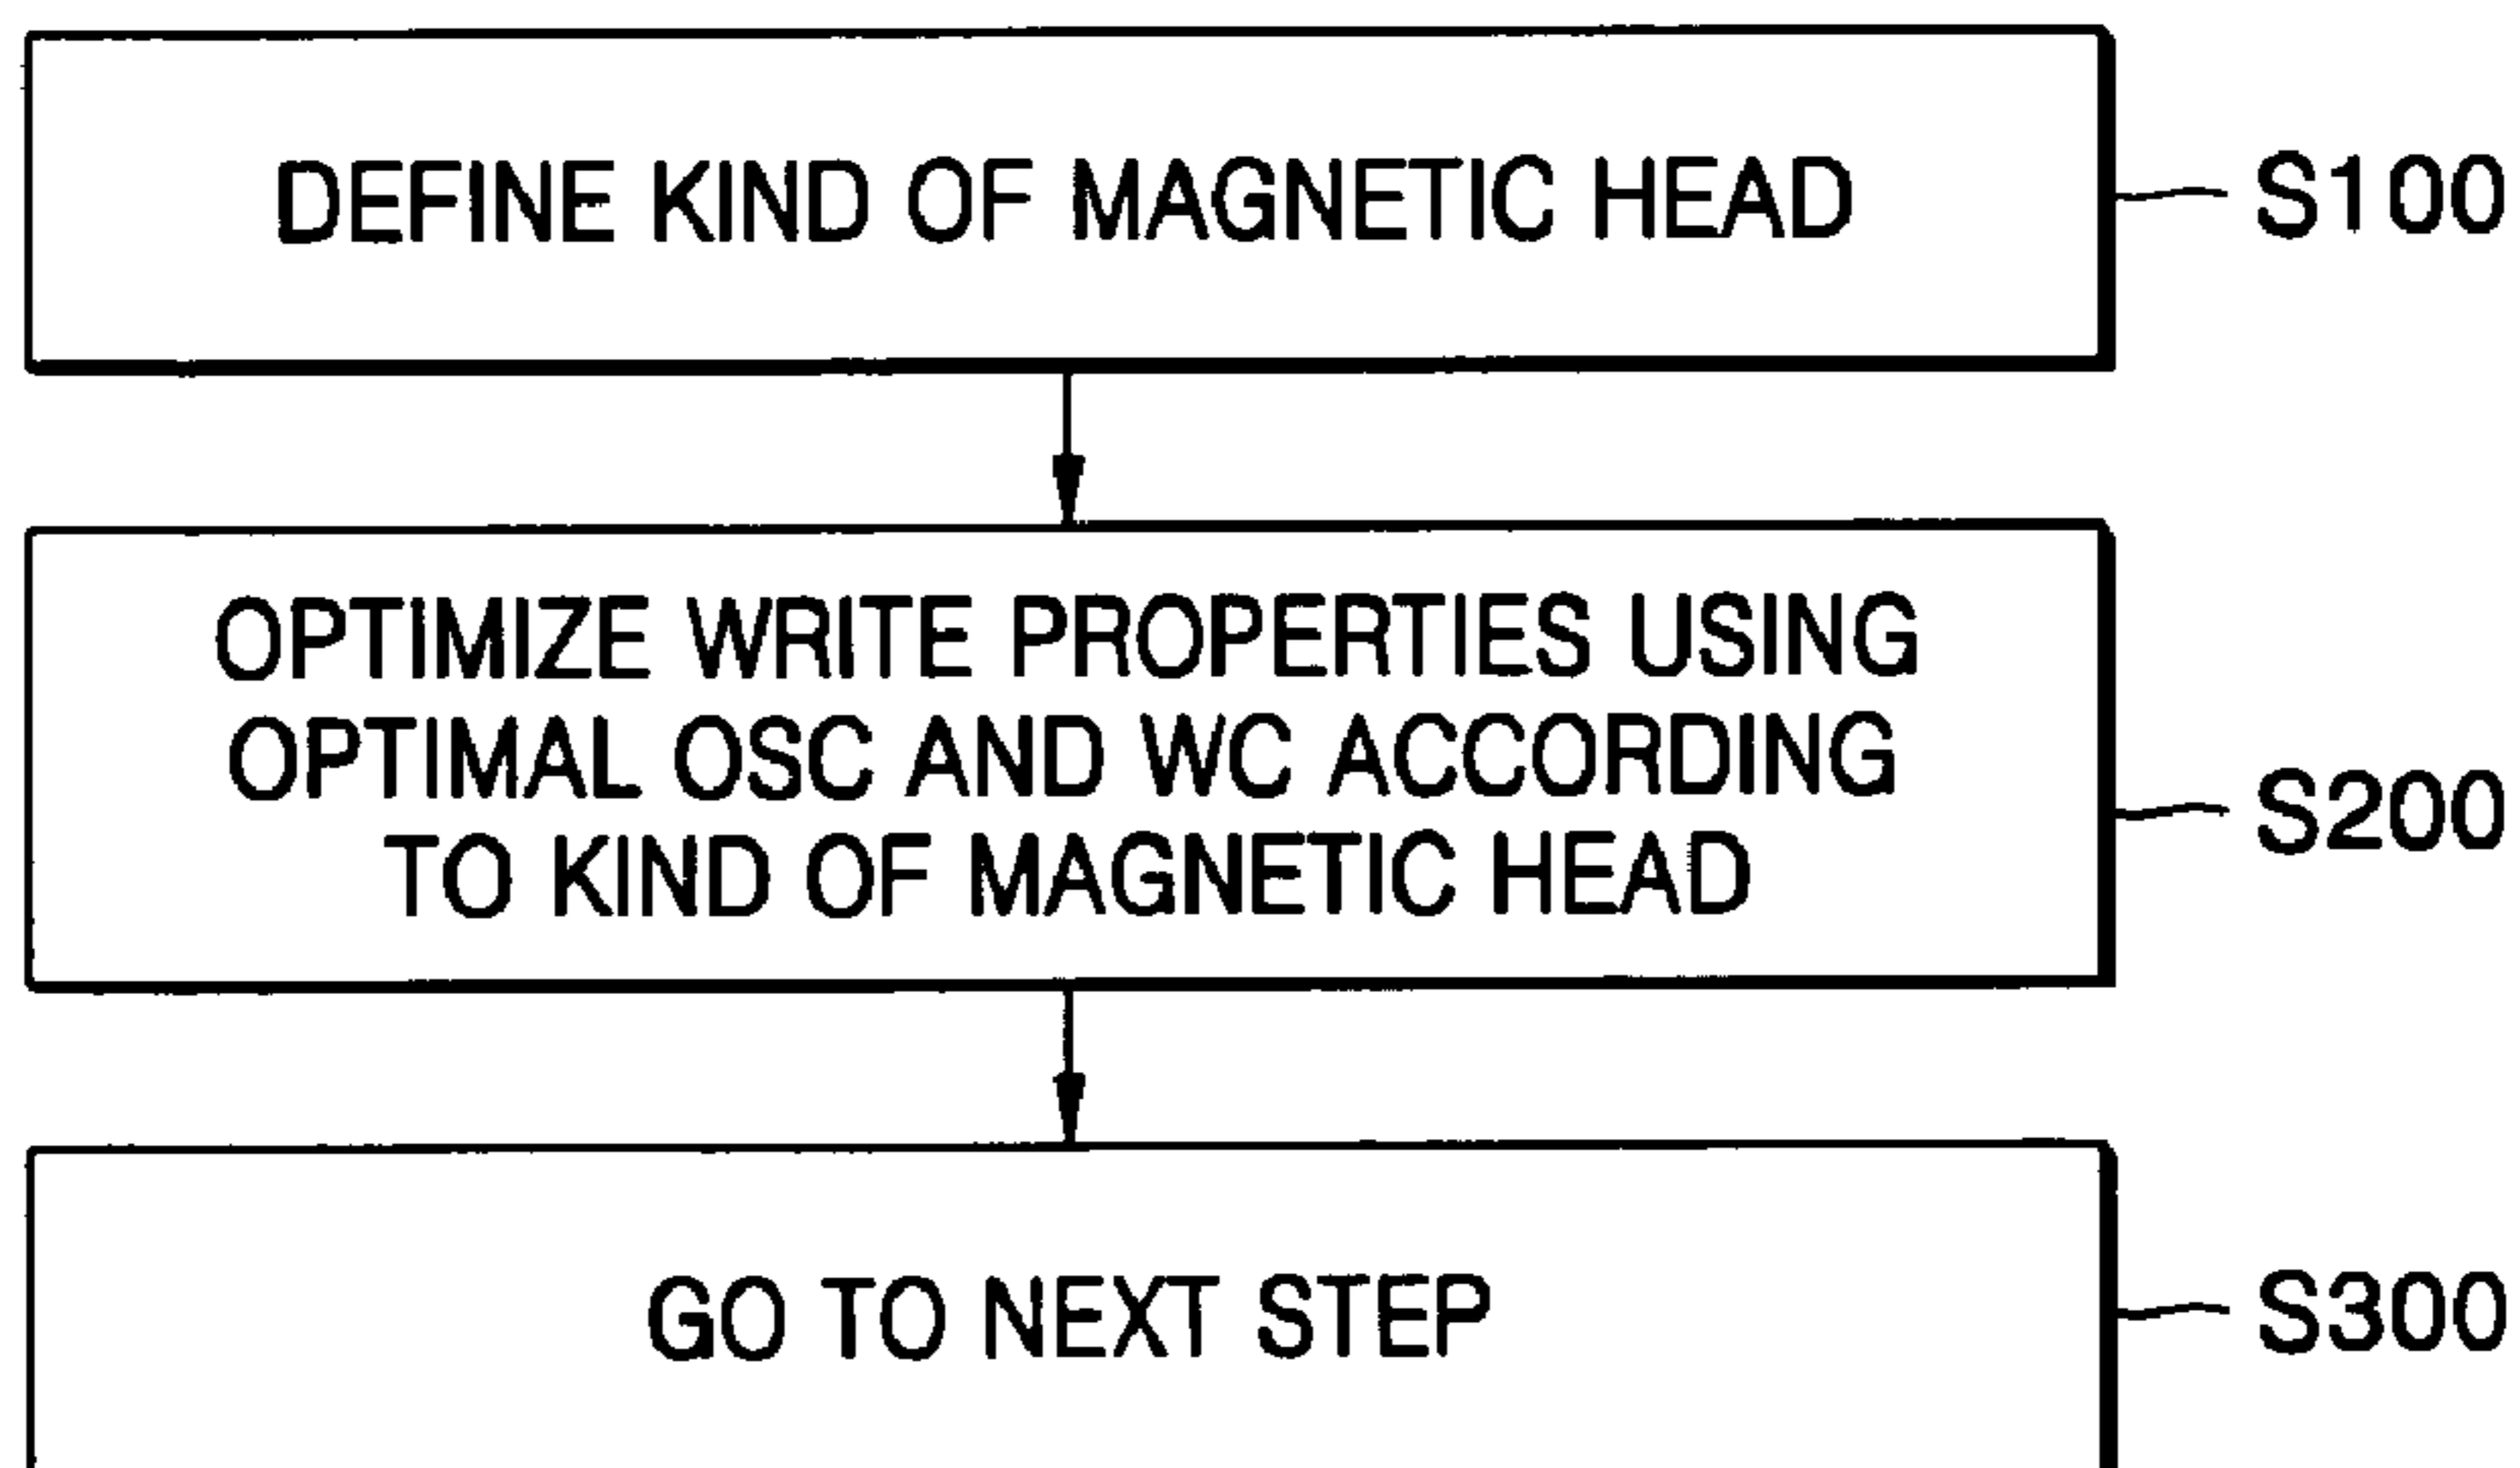 DEFINE KIND OF MAGNETIC HEAD
S100
OPTIMIZE WRITE PROPERTIES USING
OPTIMAL OSC AND WC ACCORDING
TO KIND OF MAGNETIC HEAD
S200
GO TO NEXT STEP
S300